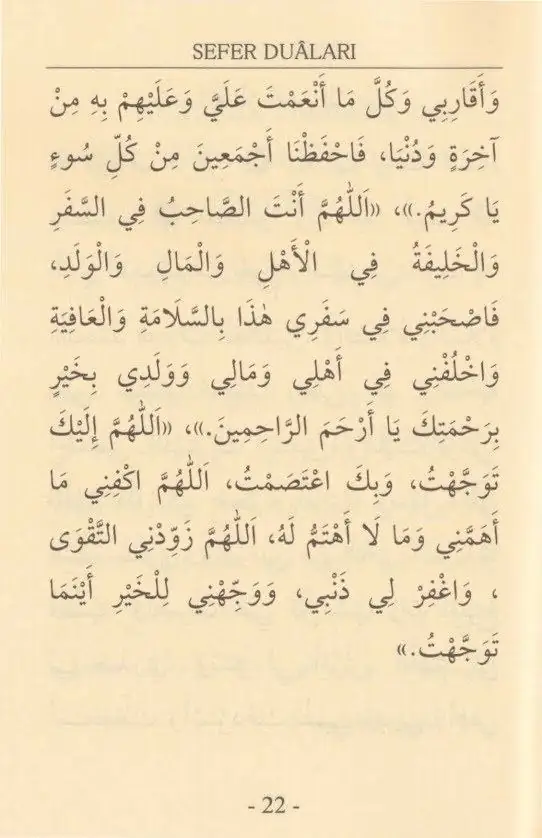 SEFER DUÂLARI
وَأَقَارِبِي وَكُلَّ مَا أَنْعَمْتَ عَلَيَّ وَعَلَيْهِمْ بِهِ مِنْ
آخِرَةٍ وَدُنْيَا، فَاحْفَظْنَا أَجْمَعِينَ مِنْ كُلِّ سُوءٍ
يَا كَرِيمُ.»، «اَللّٰهُمَّ أَنْتَ الصَّاحِبُ فِي السَّفَرِ
وَالْخَلِيفَةُ فِي الْأَهْلِ وَالْمَالِ وَالْوَلَدِ،
فَاصْحَبْنِي فِي سَفَرِي هٰذَا بِالسَّلَامَةِ وَالْعَافِيَةِ
وَاخْلُفْنِي فِي أَهْلِي وَمَالِي وَوَلَدِي بِخَيْرٍ
بِرَحْمَتِكَ يَا أَرْحَمَ الرَّاحِمِينَ.»، «اَللّٰهُمَّ إِلَيْكَ
تَوَجَّهْتُ، وَبِكَ اعْتَصَمْتُ، اَللّٰهُمَّ اكْفِنِي مَا
أَهَمَّنِي وَمَا لَا أَهْتَمُّ لَهُ، اَللّٰهُمَّ زَوِّدْنِي التَّقْوَى
، وَاغْفِرْ لِي ذَنْبِي، وَوَجِّهْنِي لِلْخَيْرِ أَيْنَمَا
تَوَجَّهْتُ.»
- 22 -